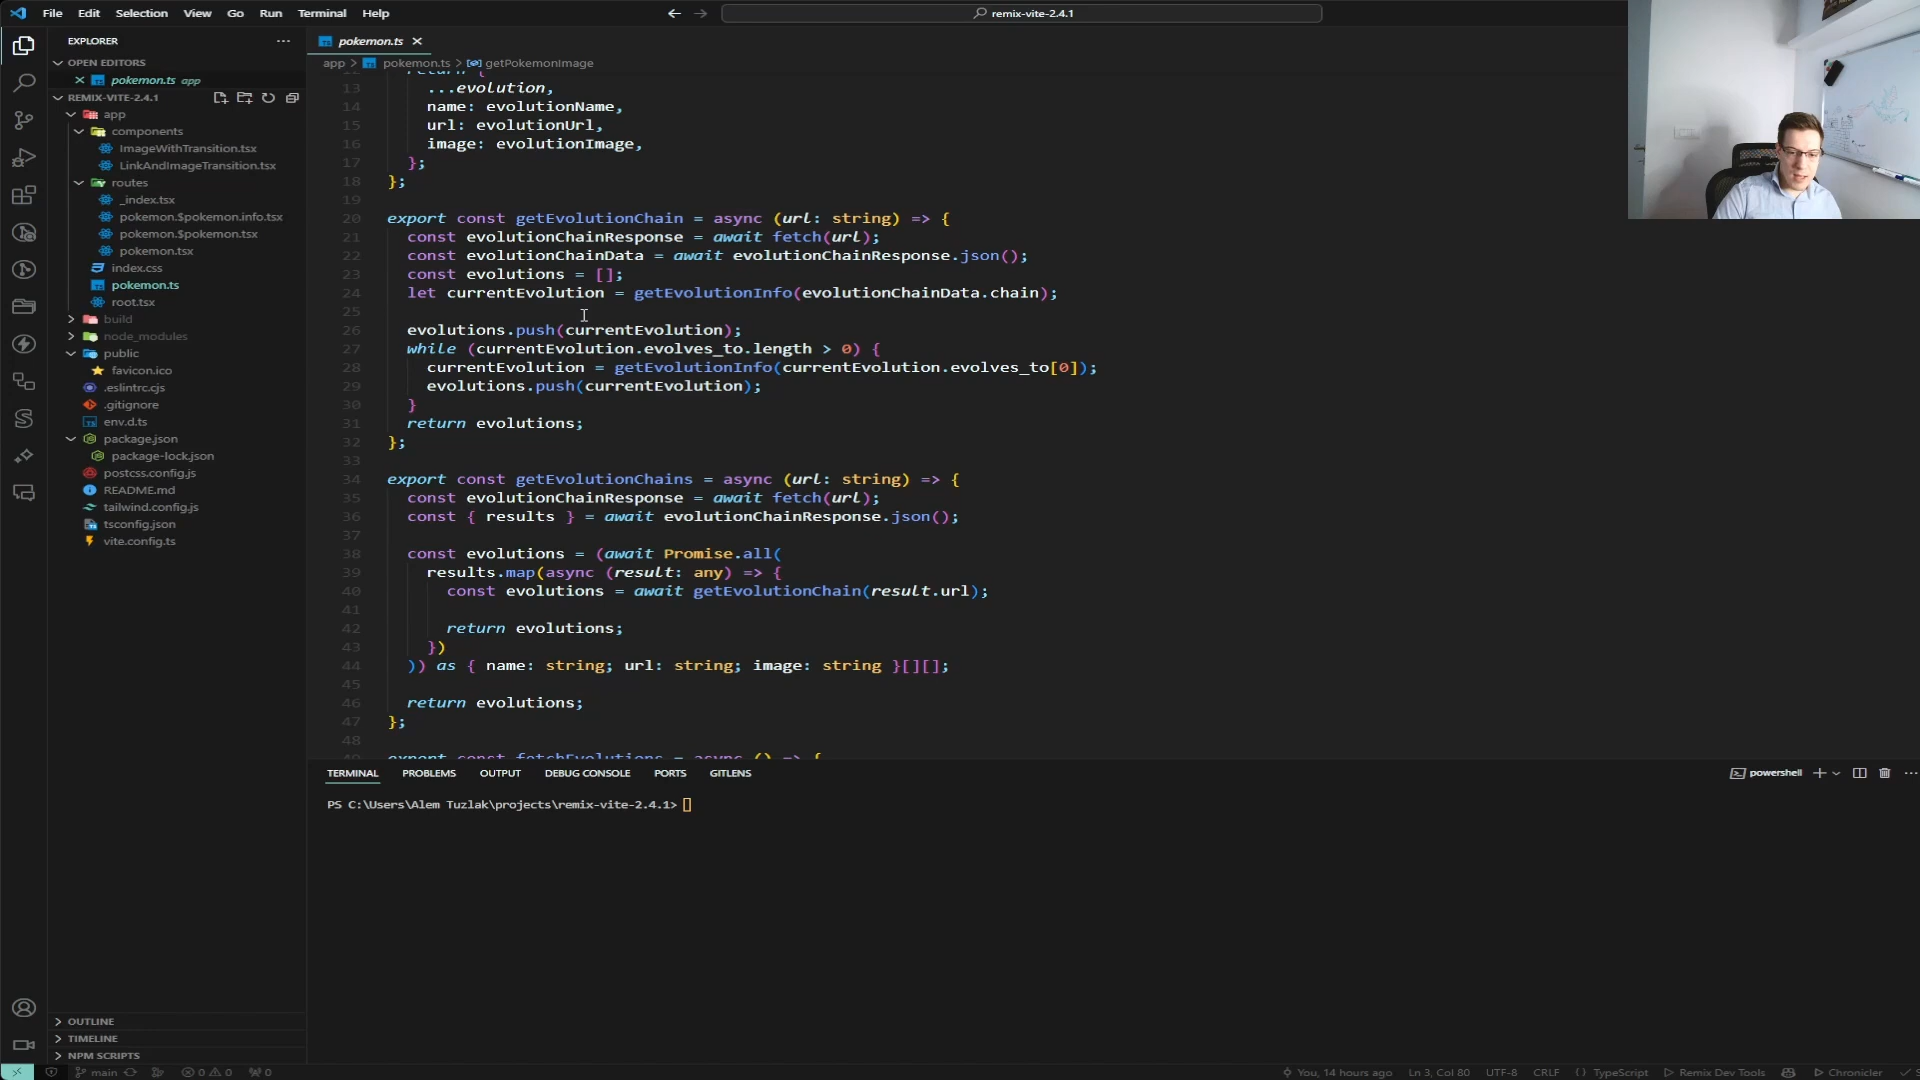 File Edit Selection View Go Run Terminal Help
remix-vite-2.4.1
EXPLORER
OPEN EDITORS
pokemon.ts app
REMIX-VITE-2.4.1
app
components
ImageWithTransition.tsx
LinkAndImageTransition.tsx
routes
_index.tsx
pokemon.$pokemon.info.tsx
pokemon.$pokemon.tsx
pokemon.tsx
index.css
pokemon.ts
root.tsx
build
node_modules
public
favicon.ico
.eslintrc.cjs
.gitignore
env.d.ts
package.json
package-lock.json
postcss.config.js
README.md
tailwind.config.js
tsconfig.json
vite.config.ts
OUTLINE
TIMELINE
NPM SCRIPTS
pokemon.ts
app > pokemon.ts > getPokemonImage
13 ...evolution,
14 name: evolutionName,
15 url: evolutionUrl,
16 image: evolutionImage,
17 };
18 };
19
20 export const getEvolutionChain = async (url: string) => {
21 const evolutionChainResponse = await fetch(url);
22 const evolutionChainData = await evolutionChainResponse.json();
23 const evolutions = [];
24 let currentEvolution = getEvolutionInfo(evolutionChainData.chain);
25
26 evolutions.push(currentEvolution);
27 while (currentEvolution.evolves_to.length > 0) {
28 currentEvolution = getEvolutionInfo(currentEvolution.evolves_to[0]);
29 evolutions.push(currentEvolution);
30 }
31 return evolutions;
32 };
33
34 export const getEvolutionChains = async (url: string) => {
35 const evolutionChainResponse = await fetch(url);
36 const { results } = await evolutionChainResponse.json();
37
38 const evolutions = (await Promise.all(
39 results.map(async (result: any) => {
40 const evolutions = await getEvolutionChain(result.url);
41
42 return evolutions;
43 })
44 )) as { name: string; url: string; image: string }[][];
45
46 return evolutions;
47 };
48
49 export const fetchEvolutions = async () => {
TERMINAL PROBLEMS OUTPUT DEBUG CONSOLE PORTS GITLENS
powershell
PS C:\Users\Alem Tuzlak\projects\remix-vite-2.4.1>
main 0 0 0 You, 14 hours ago Ln 3, Col 80 UTF-8 CRLF {} TypeScript Remix Dev Tools Chronicler